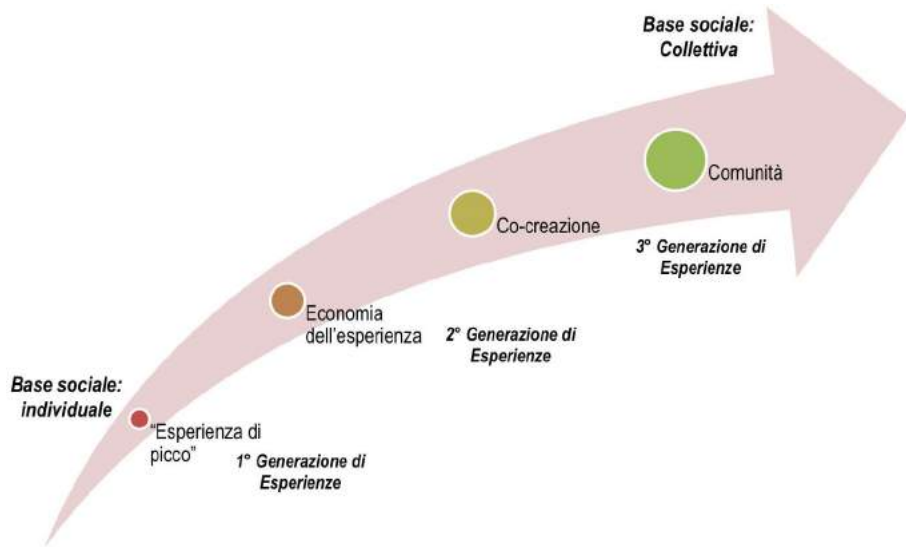 Base sociale:
Collettiva
Comunità
Co-creazione
3° Generazione di
Esperienze
Economia
dell'esperienza
2° Generazione di
Esperienze
Base sociale:
individuale
"Esperienza di
picco"
1° Generazione di
Esperienze